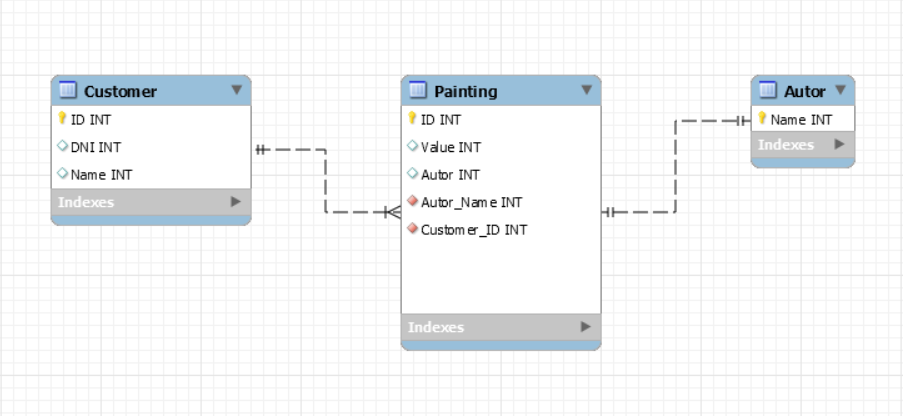 Customer
ID INT
DNI INT
Name INT
Indexes
Painting
ID INT
Value INT
Autor INT
Autor_Name INT
Customer_ID INT
Indexes
Autor
Name INT
Indexes